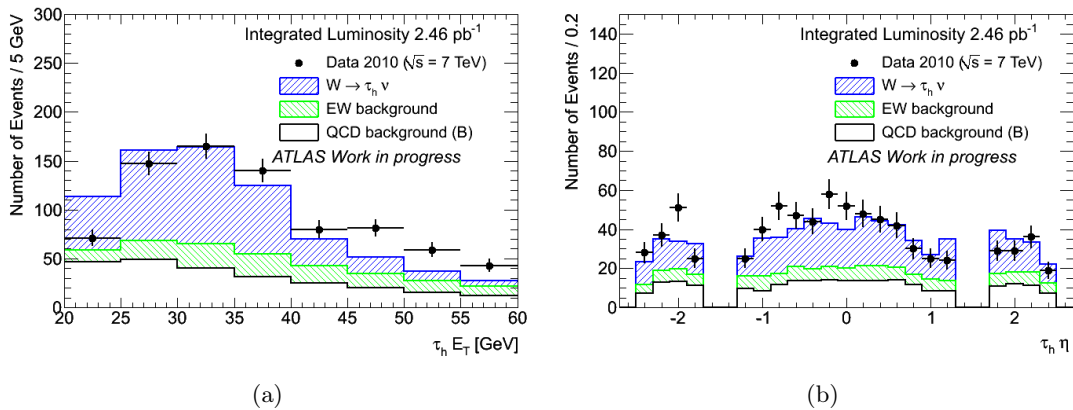 Number of Events / 5 GeV
300
250
200
150
100
50
0
Integrated Luminosity 2.46 pb⁻¹
Data 2010 (√s = 7 TeV)
W → τₕ ν
EW background
QCD background (B)
ATLAS Work in progress
20 25 30 35 40 45 50 55 60
τₕ E_T [GeV]
(a)
Number of Events / 0.2
140
120
100
80
60
40
20
0
Integrated Luminosity 2.46 pb⁻¹
Data 2010 (√s = 7 TeV)
W → τₕ ν
EW background
QCD background (B)
ATLAS Work in progress
-2 -1 0 1 2
τₕ η
(b)